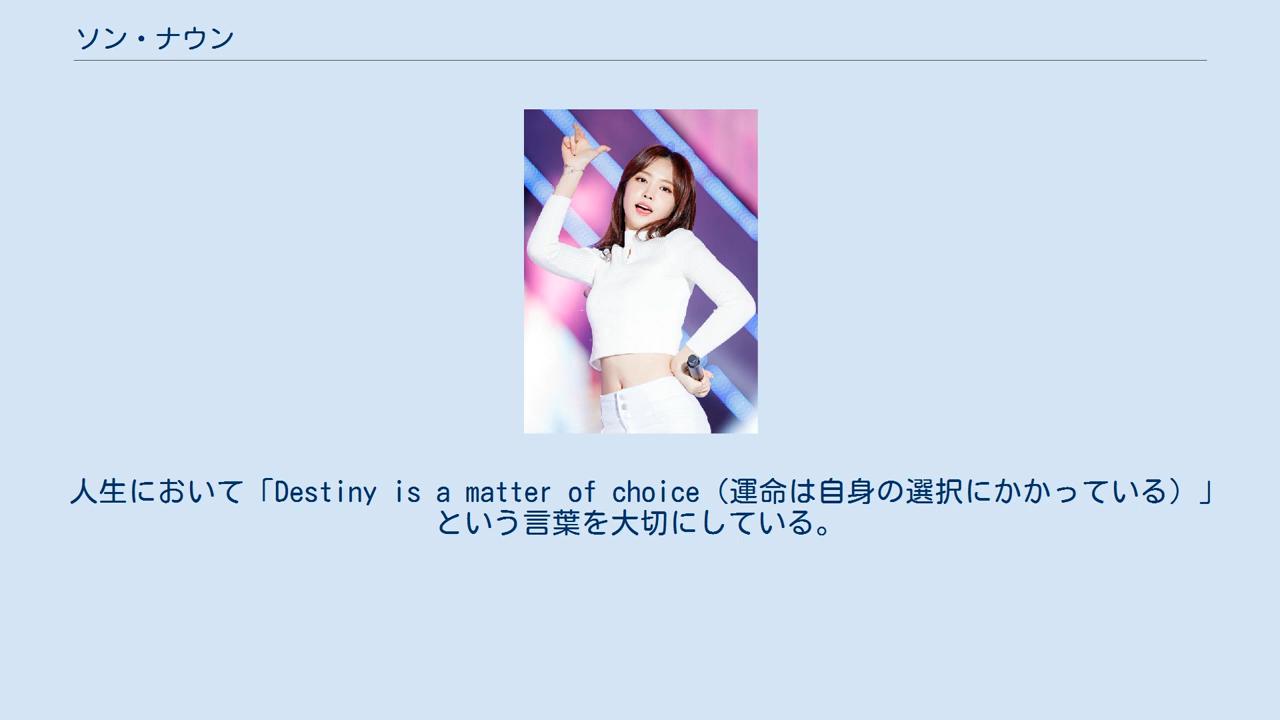 ソン・ナウン
人生において「Destiny is a matter of choice（運命は自身の選択にかかっている）」
という言葉を大切にしている。